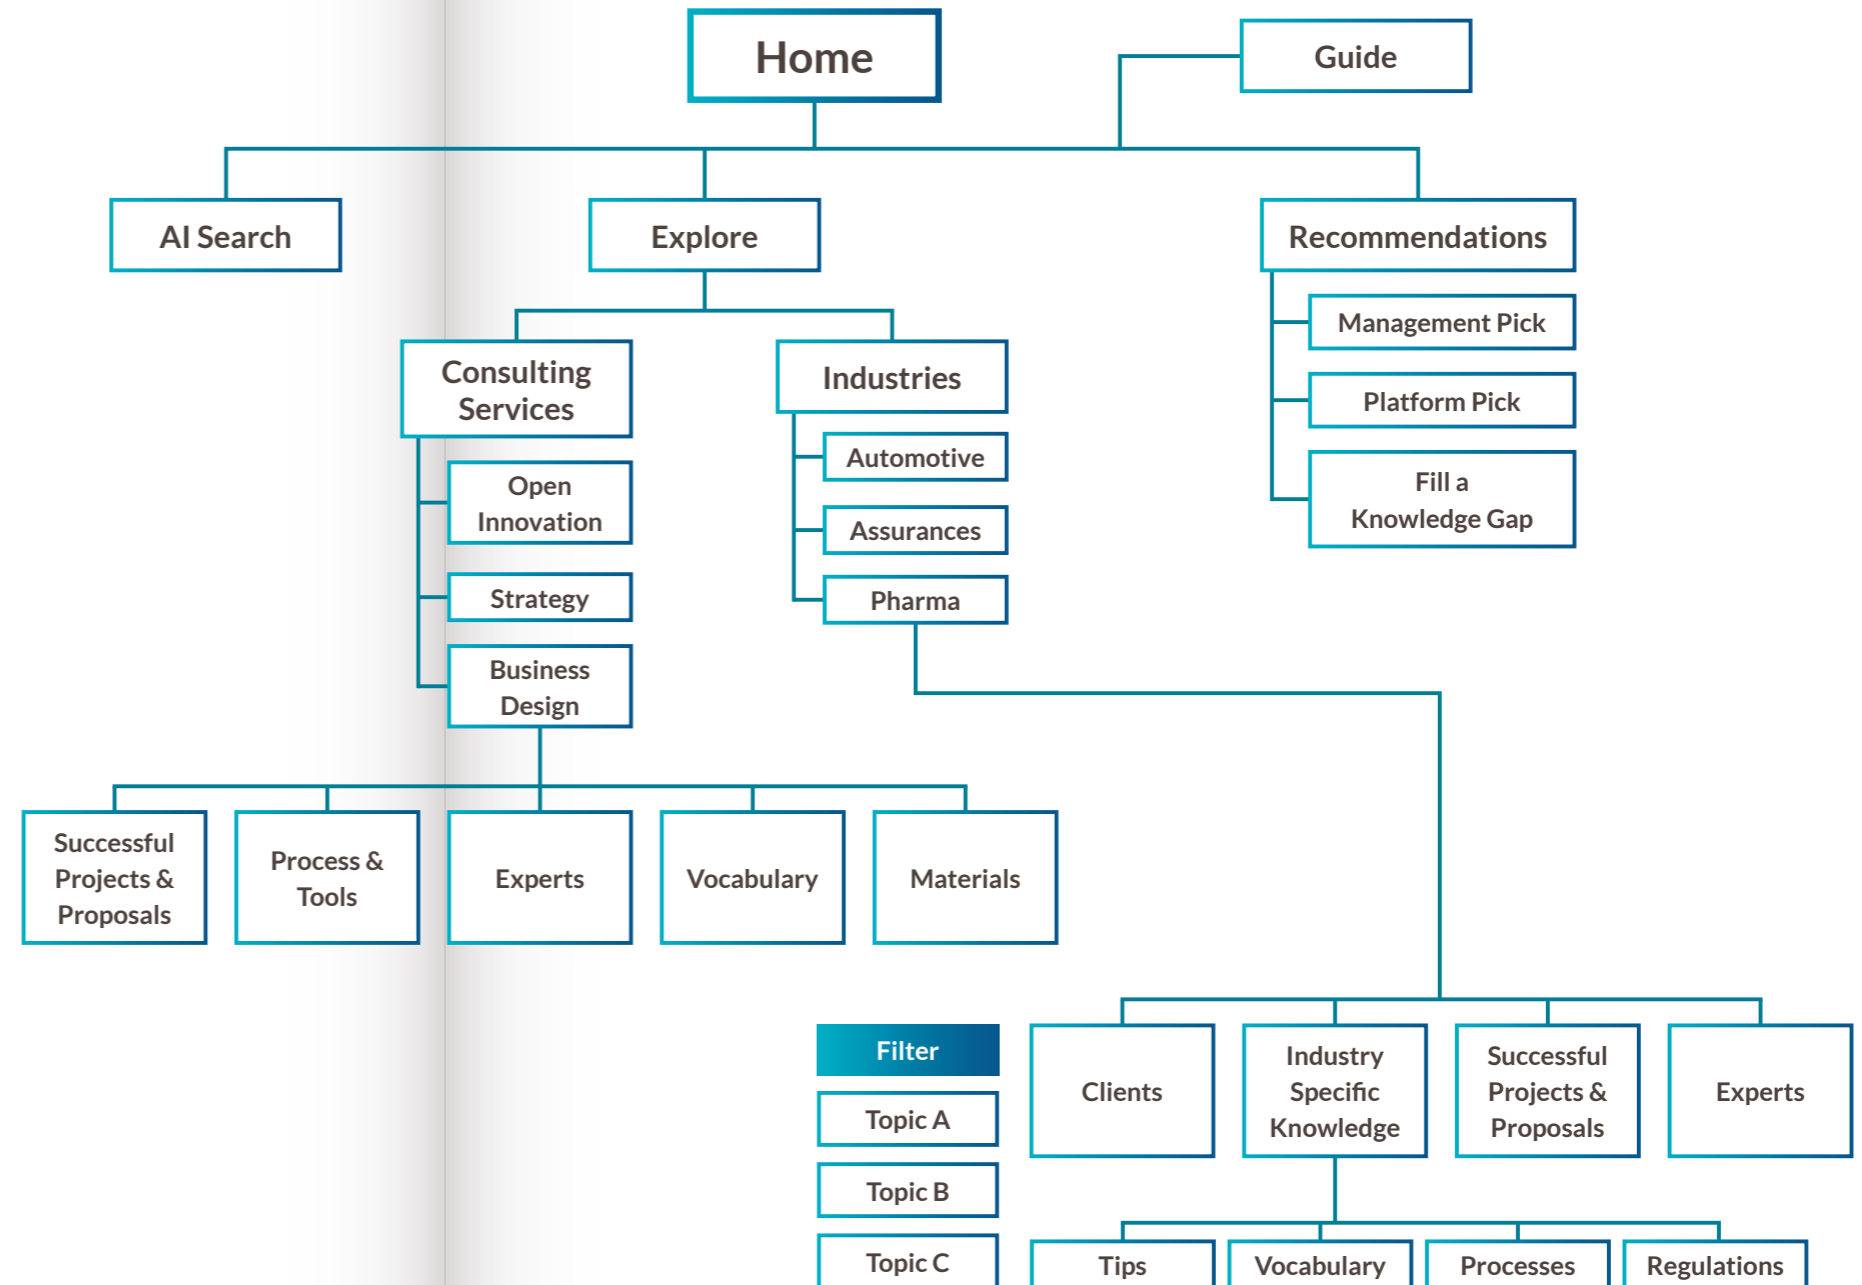 Home
Guide
AI Search
Explore
Recommendations
Management Pick
Platform Pick
Fill a
Knowledge Gap
Consulting
Services
Open
Innovation
Strategy
Business
Design
Industries
Automotive
Assurances
Pharma
Successful
Projects &
Proposals
Process &
Tools
Experts
Vocabulary
Materials
Filter
Topic A
Topic B
Topic C
Clients
Industry
Specific
Knowledge
Successful
Projects &
Proposals
Experts
Tips
Vocabulary
Processes
Regulations